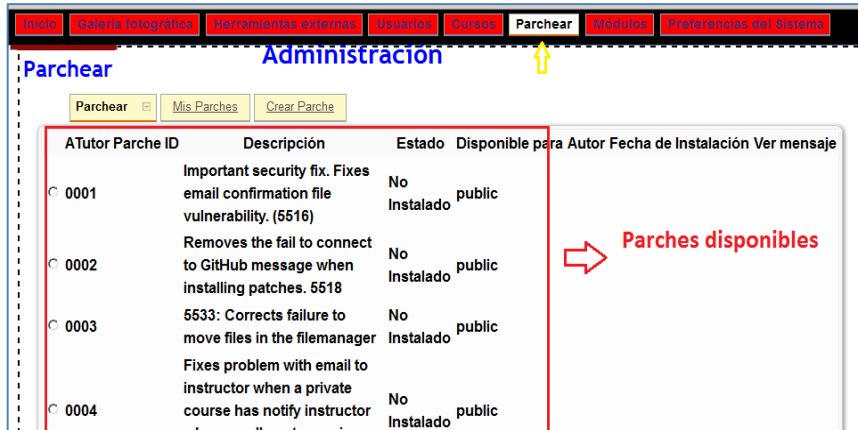 Inicio Galería fotográfica Herramientas externas Usuarios Cursos Parchear Módulos Preferencias del Sistema
Administración
Parchear
Parchear Mis Parches Crear Parche
ATutor Parche ID Descripción Estado Disponible para Autor Fecha de Instalación Ver mensaje
0001
Important security fix. Fixes
email confirmation file
vulnerability. (5516)
No
Instalado
public
0002
Removes the fail to connect
to GitHub message when
installing patches. 5518
No
Instalado
public
Parches disponibles
0003
5533: Corrects failure to
move files in the filemanager
No
Instalado
public
0004
Fixes problem with email to
instructor when a private
course has notify instructor
No
Instalado
public